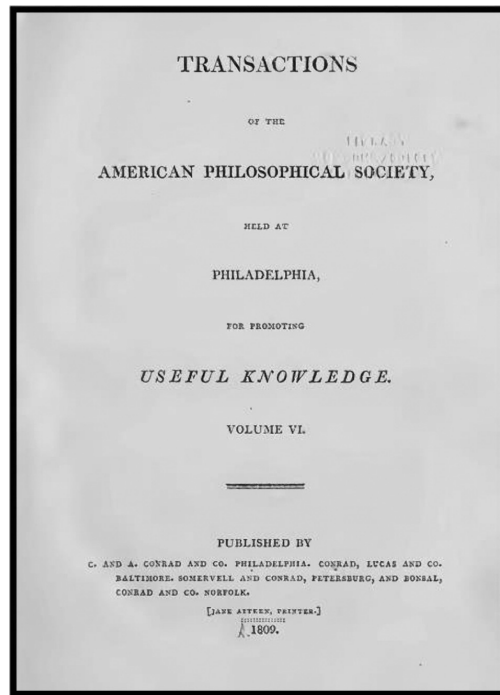 TRANSACTIONS
OF THE
AMERICAN PHILOSOPHICAL SOCIETY,
HELD AT
PHILADELPHIA,
FOR PROMOTING
USEFUL KNOWLEDGE.
VOLUME VI.
PUBLISHED BY
C. AND A. CONRAD AND CO. PHILADELPHIA. CONRAD, LUCAS AND CO.
BALTIMORE. SOMERVELL AND CONRAD, PETERSBURG, AND BONSAL,
CONRAD AND CO. NORFOLK.
[JANE AITKEN, PRINTER.]
1809.